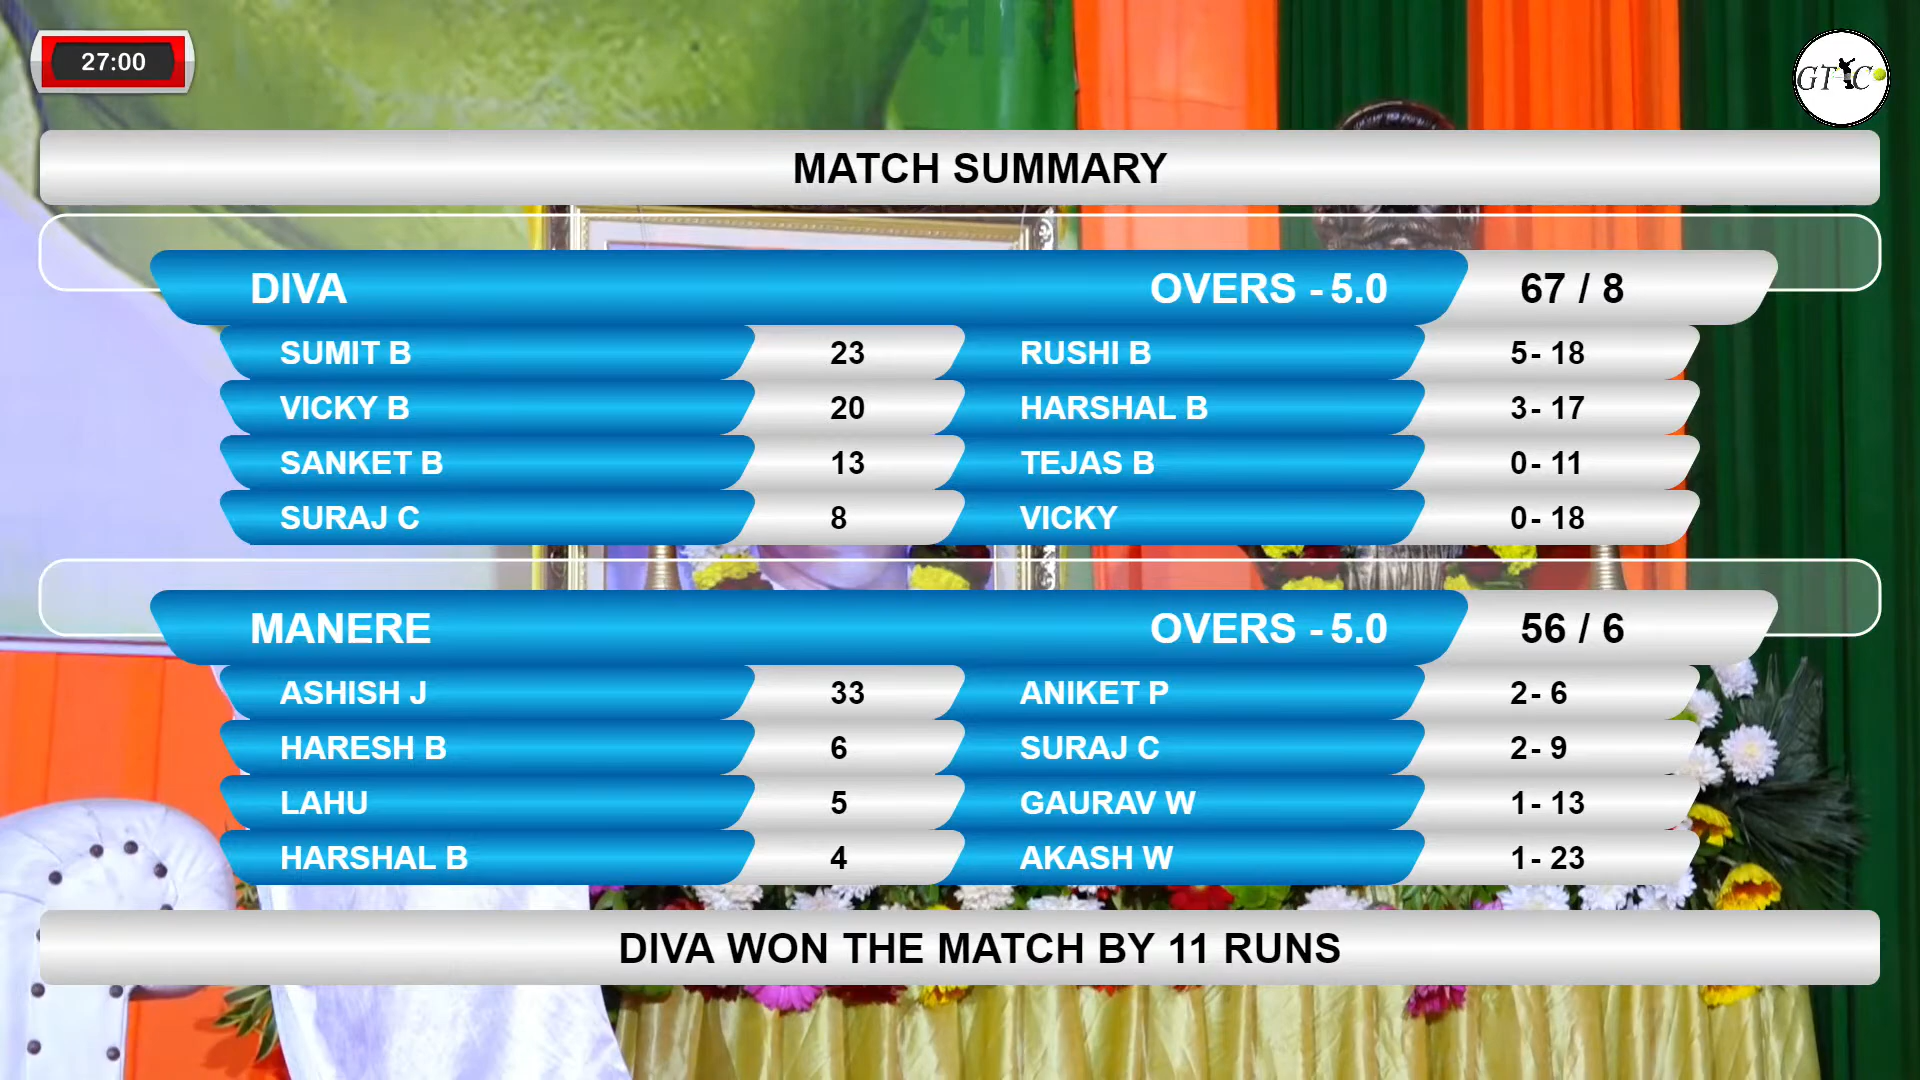 27:00
GTCC
MATCH SUMMARY
DIVA OVERS - 5.0 67 / 8
SUMIT B 23 RUSHI B 5- 18
VICKY B 20 HARSHAL B 3- 17
SANKET B 13 TEJAS B 0- 11
SURAJ C 8 VICKY 0- 18
MANERE OVERS - 5.0 56 / 6
ASHISH J 33 ANIKET P 2- 6
HARESH B 6 SURAJ C 2- 9
LAHU 5 GAURAV W 1- 13
HARSHAL B 4 AKASH W 1- 23
DIVA WON THE MATCH BY 11 RUNS